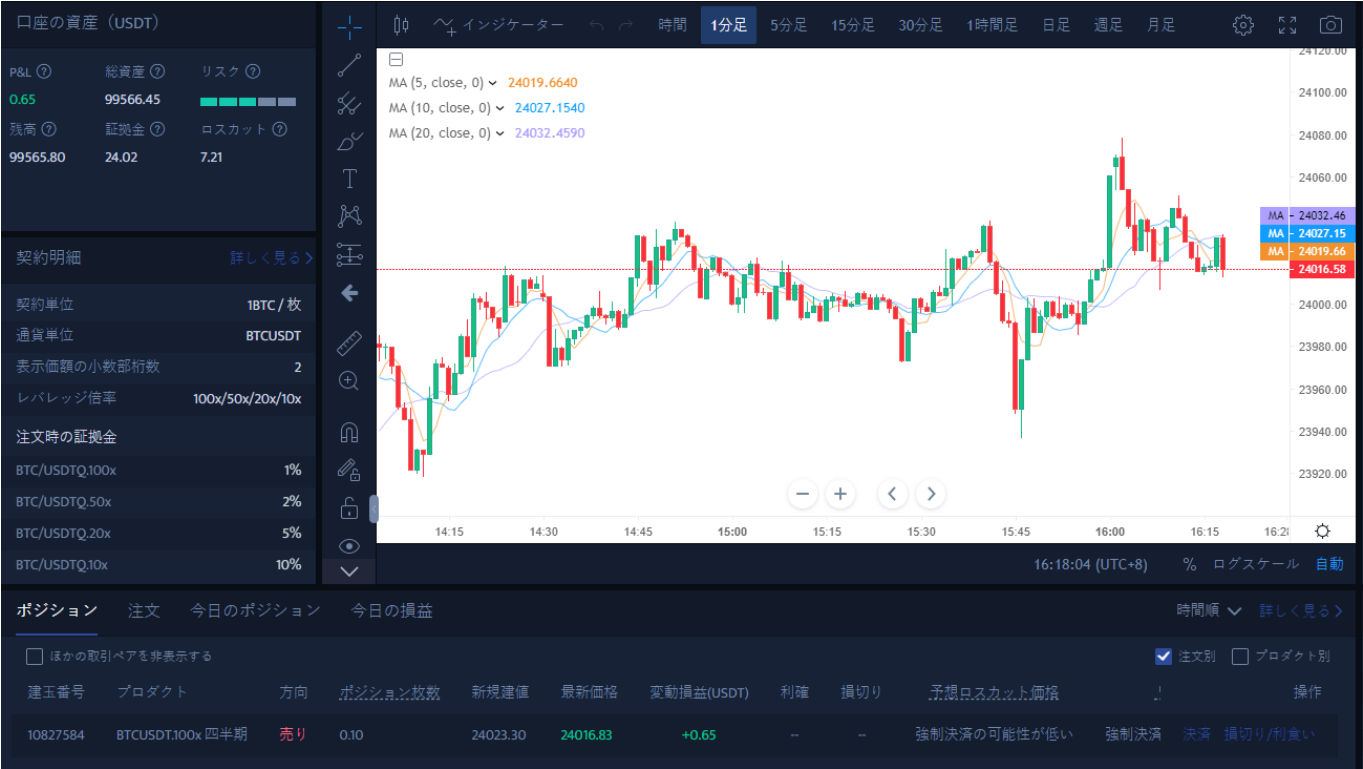 口座の資産（USDT）
P&L ? 総資産 ? リスク ?
0.65 99566.45
残高 ? 証拠金 ? ロスカット ?
99565.80 24.02 7.21
契約明細 詳しく見る >
契約単位 1BTC / 枚
通貨単位 BTCUSDT
表示価額の小数部桁数 2
レバレッジ倍率 100x/50x/20x/10x
注文時の証拠金
BTC/USDTQ.100x 1%
BTC/USDTQ.50x 2%
BTC/USDTQ.20x 5%
BTC/USDTQ.10x 10%
T
インジケーター 時間 1分足 5分足 15分足 30分足 1時間足 日足 週足 月足
MA (5, close, 0) 24019.6640
MA (10, close, 0) 24027.1540
MA (20, close, 0) 24032.4590
24120.00
24100.00
24080.00
24060.00
MA 24032.46
MA 24027.15
MA 24019.66
24016.58
24000.00
23980.00
23960.00
23940.00
23920.00
14:15 14:30 14:45 15:00 15:15 15:30 15:45 16:00 16:15
16:18:04 (UTC+8) % ログスケール 自動
ポジション 注文 今日のポジション 今日の損益 時間順 詳しく見る >
ほかの取引ペアを非表示する 注文別 プロダクト別
建玉番号 プロダクト 方向 ポジション枚数 新規建値 最新価格 変動損益(USDT) 利確 損切り 予想ロスカット価格 操作
10827584 BTCUSDT.100x 四半期 売り 0.10 24023.30 24016.83 +0.65 -- -- 強制決済の可能性が低い 強制決済 決済 損切り/利食い